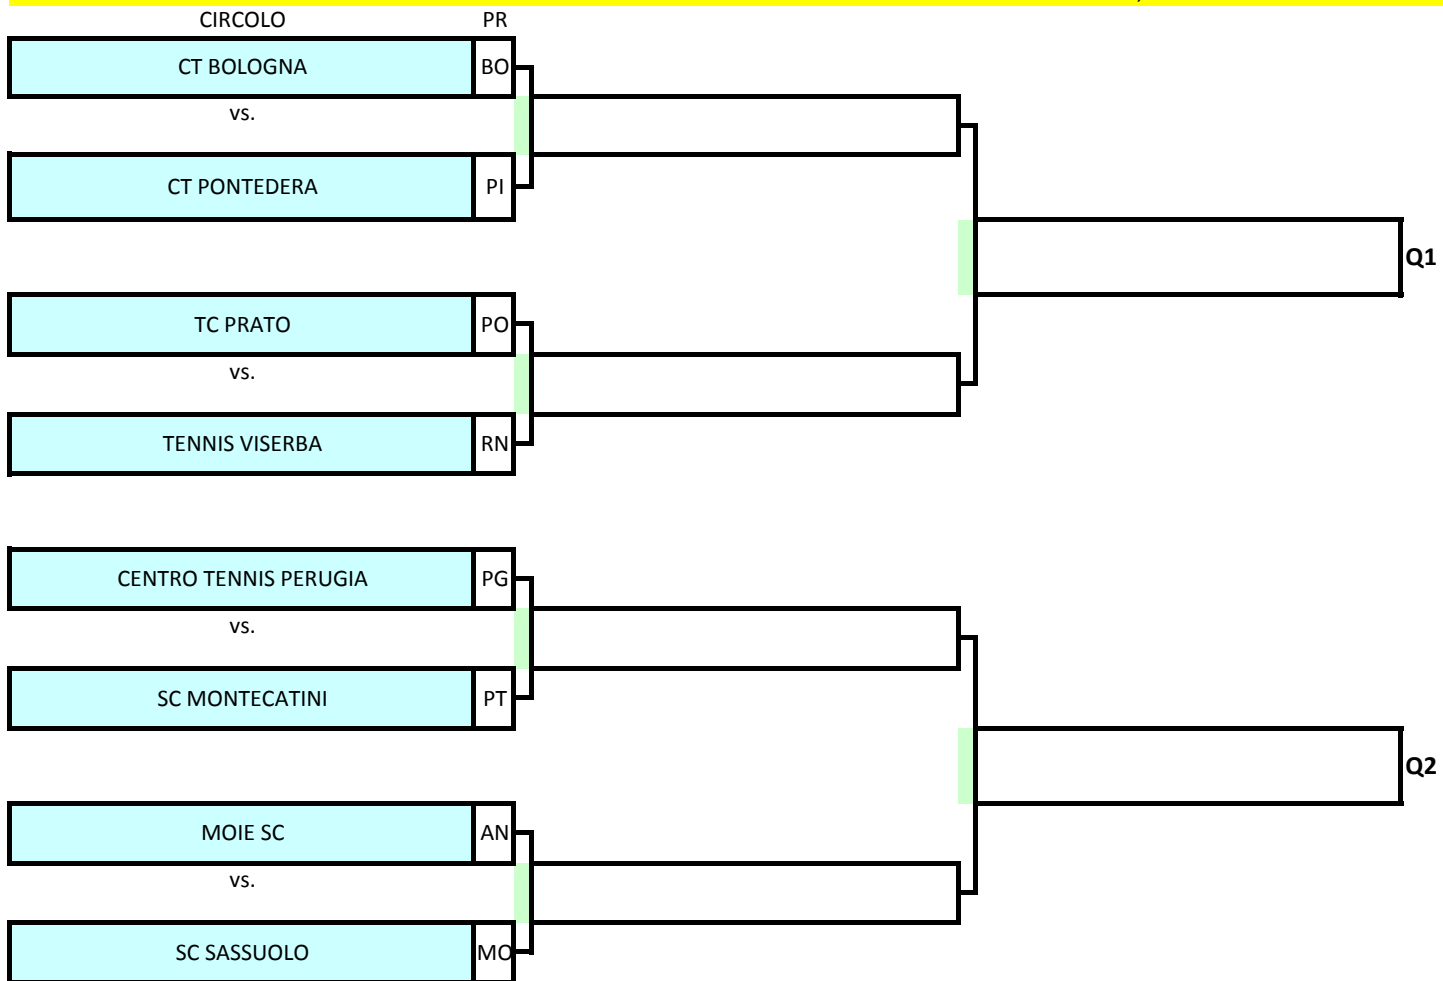 CIRCOLO PR
CT BOLOGNA BO
vs.
CT PONTEDERA PI
Q1
TC PRATO PO
vs.
TENNIS VISERBA RN
CENTRO TENNIS PERUGIA PG
vs.
SC MONTECATINI PT
Q2
MOIE SC AN
vs.
SC SASSUOLO MO